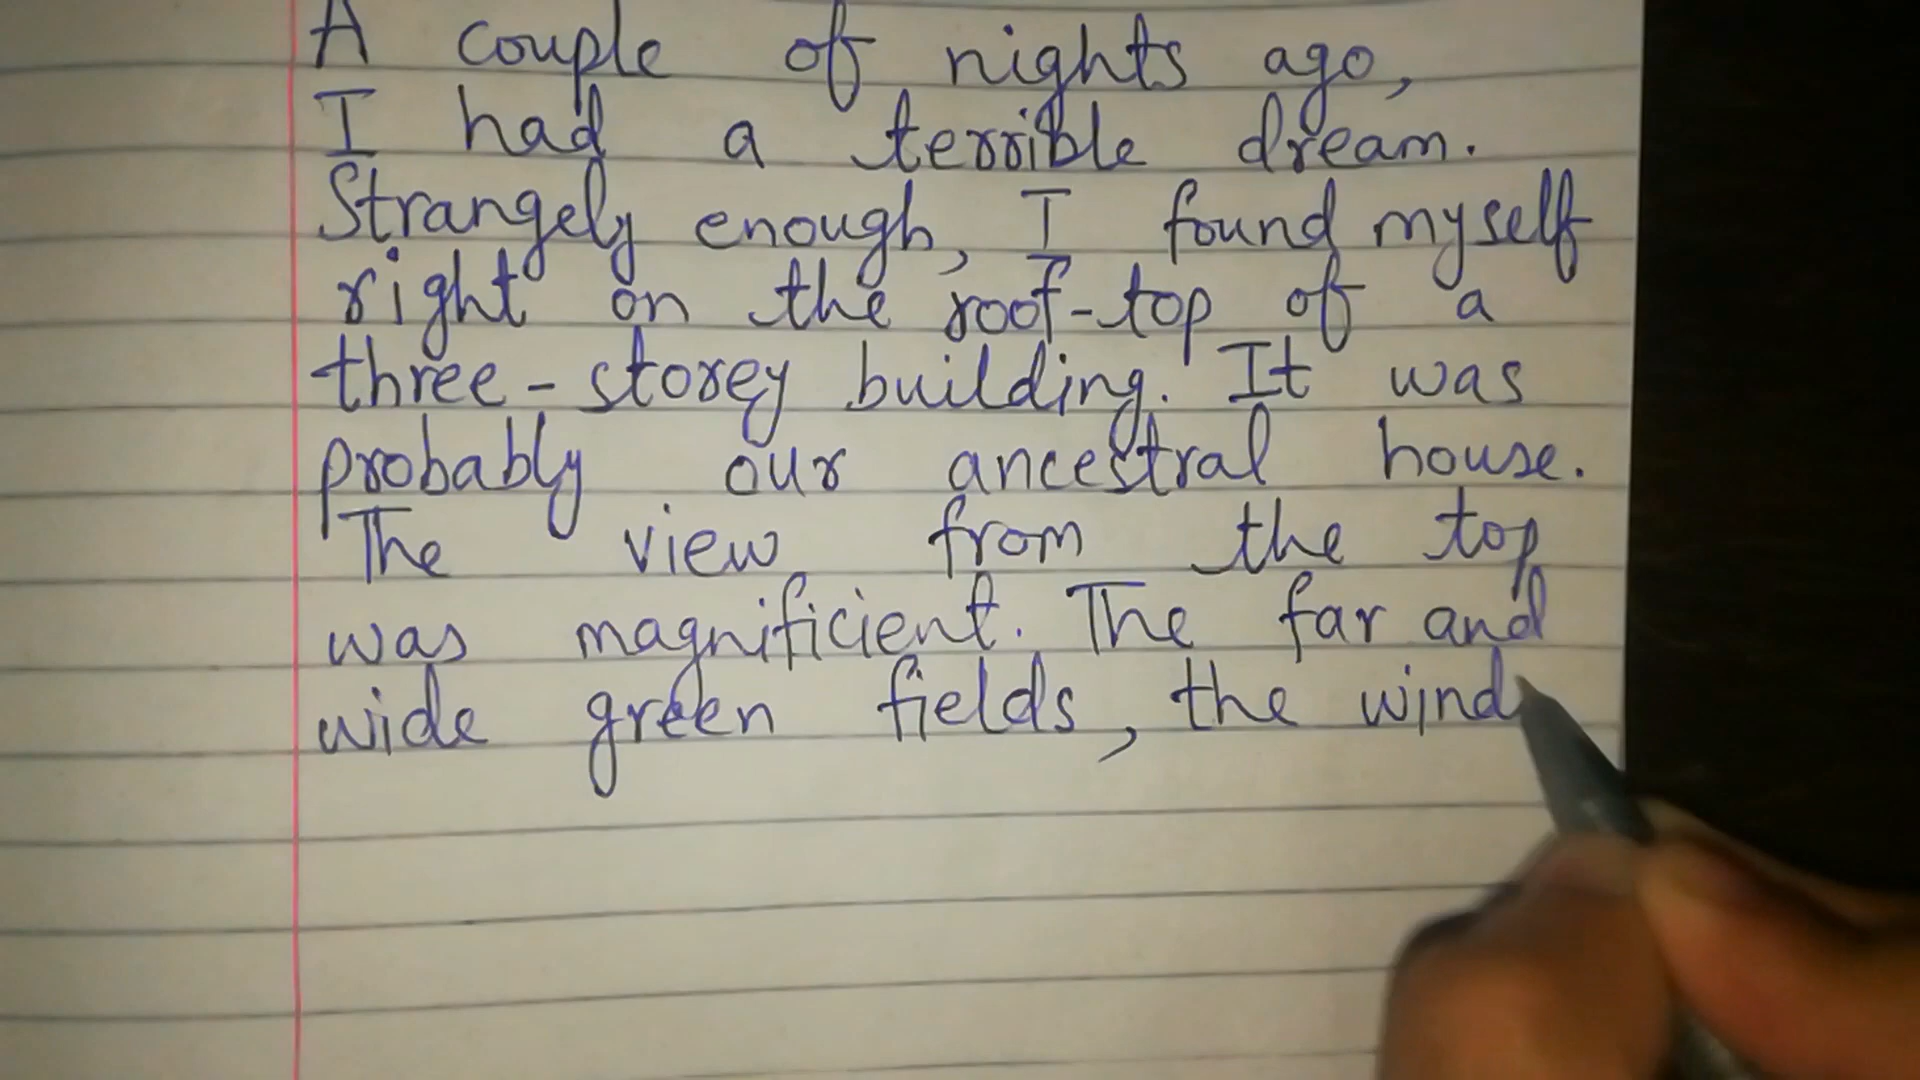 A couple of nights ago,
I had a terrible dream.
Strangely enough, I found myself
right on the roof-top of a
three-storey building. It was
probably our ancestral house.
The view from the top
was magnificient. The far and
wide green fields, the wind